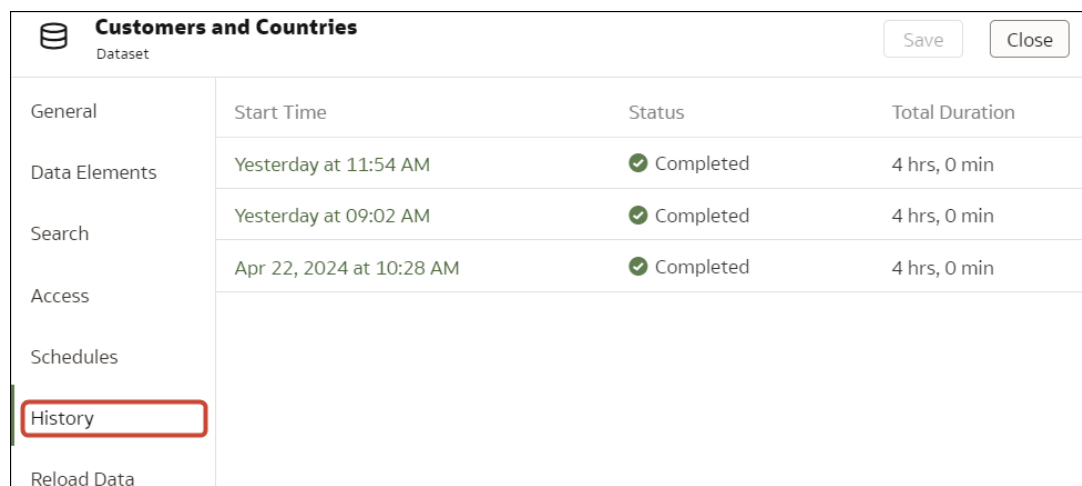 Customers and Countries
Dataset
Save
Close
General
Data Elements
Search
Access
Schedules
History
Reload Data
Start Time Status Total Duration
Yesterday at 11:54 AM Completed 4 hrs, 0 min
Yesterday at 09:02 AM Completed 4 hrs, 0 min
Apr 22, 2024 at 10:28 AM Completed 4 hrs, 0 min